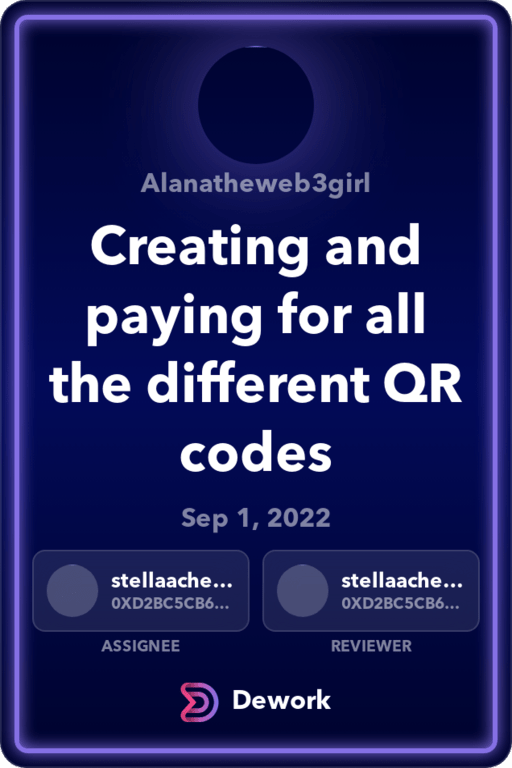 Alanatheweb3girl
Creating and
paying for all
the different QR
codes
Sep 1, 2022
stellaache...
0XD2BC5CB6...
ASSIGNEE
stellaache...
0XD2BC5CB6...
REVIEWER
Dework